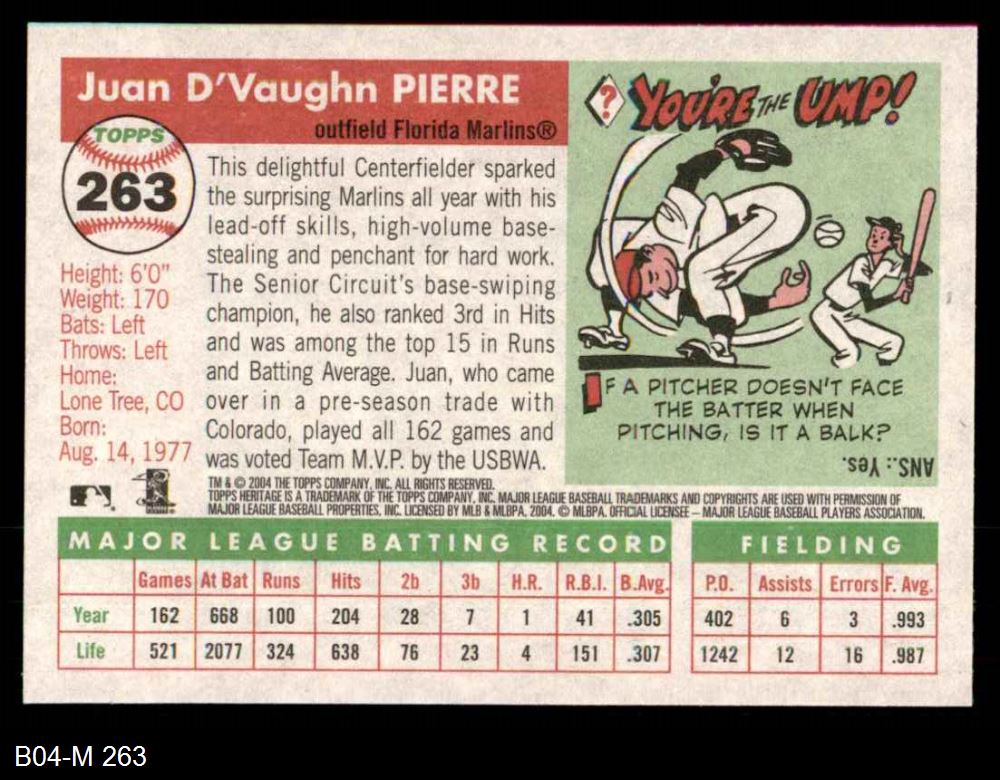 Juan D'Vaughn PIERRE
outfield Florida Marlins®
TOPPS
263
Height: 6'0"
Weight: 170
Bats: Left
Throws: Left
Home:
Lone Tree, CO
Born:
Aug. 14, 1977
This delightful Centerfielder sparked
the surprising Marlins all year with his
lead-off skills, high-volume base-
stealing and penchant for hard work.
The Senior Circuit's base-swiping
champion, he also ranked 3rd in Hits
and was among the top 15 in Runs
and Batting Average. Juan, who came
over in a pre-season trade with
Colorado, played all 162 games and
was voted Team M.V.P. by the USBWA.
? YOU'RE THE UMP!
IF A PITCHER DOESN'T FACE
THE BATTER WHEN
PITCHING, IS IT A BALK?
ANS.: Yes.
TM & © 2004 THE TOPPS COMPANY, INC. ALL RIGHTS RESERVED.
TOPPS HERITAGE IS A TRADEMARK OF THE TOPPS COMPANY, INC. MAJOR LEAGUE BASEBALL TRADEMARKS AND COPYRIGHTS ARE USED WITH PERMISSION OF
MAJOR LEAGUE BASEBALL PROPERTIES, INC. LICENSED BY MLB & MLBPA, 2004. © MLBPA. OFFICIAL LICENSEE – MAJOR LEAGUE BASEBALL PLAYERS ASSOCIATION.
MAJOR LEAGUE BATTING RECORD FIELDING
Games At Bat Runs Hits 2b 3b H.R. R.B.I. B.Avg. P.O. Assists Errors F. Avg.
Year 162 668 100 204 28 7 1 41 .305 402 6 3 .993
Life 521 2077 324 638 76 23 4 151 .307 1242 12 16 .987
B04-M 263